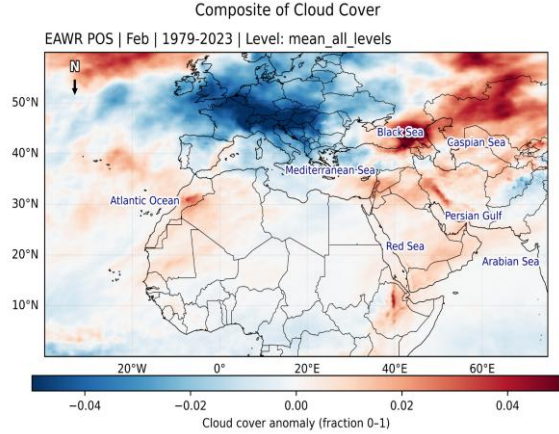 Composite of Cloud Cover
EAWR POS | Feb | 1979-2023 | Level: mean_all_levels
N
50°N
Black Sea
Caspian Sea
40°N
Mediterranean Sea
30°N
Atlantic Ocean
Persian Gulf
20°N
Red Sea
Arabian Sea
10°N
20°W 0° 20°E 40°E 60°E
−0.04 −0.02 0.00 0.02 0.04
Cloud cover anomaly (fraction 0–1)